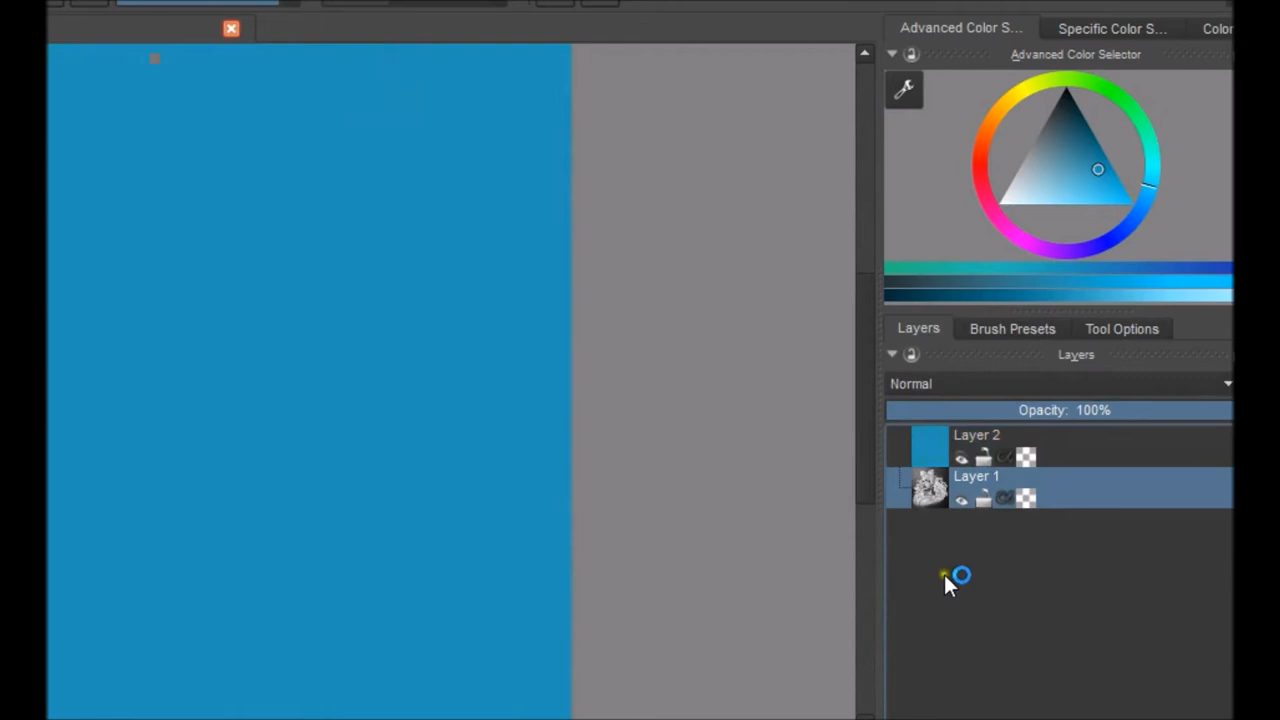 Advanced Color S...
Specific Color S...
Color
Advanced Color Selector
Layers
Brush Presets
Tool Options
Layers
Normal
Opacity: 100%
Layer 2
Layer 1